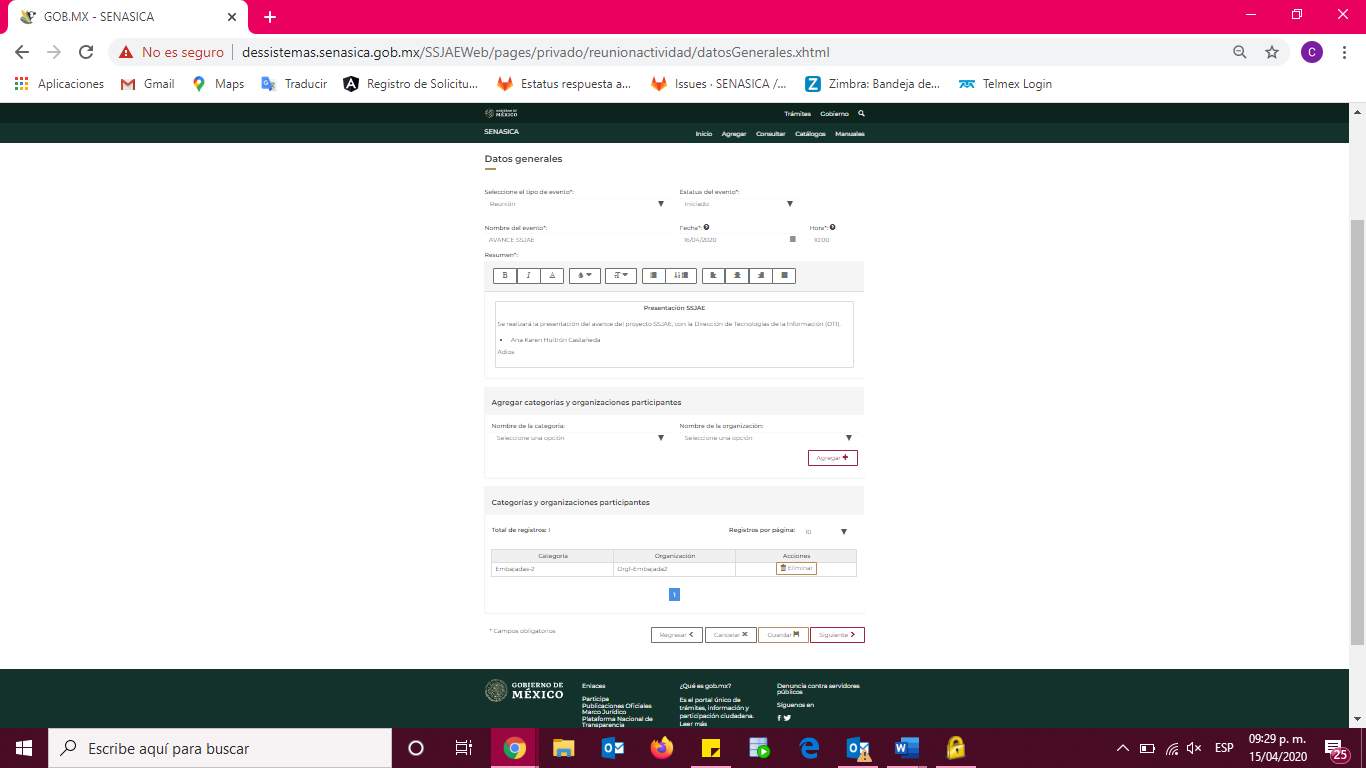 GOB.MX - SENASICA
No es seguro
dessistemas.senasica.gob.mx/SSJAEWeb/pages/privado/reunionactividad/datosGenerales.xhtml
C
Aplicaciones Gmail Maps Traducir Registro de Solicitu... Estatus respuesta a... Issues · SENASICA /... Zimbra: Bandeja de... Telmex Login
GOBIERNO DE MÉXICO
Trámites Gobierno
SENASICA
Inicio Agregar Consultar Catálogos Manuales
Datos generales
Seleccione el tipo de evento*: Estatus del evento*:
Reunión Iniciado
Nombre del evento*: Fecha*: Hora*:
AVANCE SSJAE 16/04/2020 10:00
Resumen*:
B I A
Presentación SSJAE
Se realizará la presentación del avance del proyecto SSJAE, con la Dirección de Tecnologías de la Información (DTI).
• Ana Karen Huitrón Castañeda
Adios
Agregar categorías y organizaciones participantes
Nombre de la categoría: Nombre de la organización:
Seleccione una opción Seleccione una opción
Agregar
Categorías y organizaciones participantes
Total de registros: 1 Registros por página: 10
Categoría Organización Acciones
Embajadas-2 Org1-Embajada2 Eliminar
1
* Campos obligatorios
Regresar Cancelar Guardar Siguiente
GOBIERNO DE
MÉXICO
Enlaces
Participa
Publicaciones Oficiales
Marco Jurídico
Plataforma Nacional de
Transparencia
¿Qué es gob.mx?
Es el portal único de
trámites, información y
participación ciudadana.
Leer más
Denuncia contra servidores
públicos
Síguenos en
Escribe aquí para buscar
ESP
09:29 p. m.
15/04/2020
25